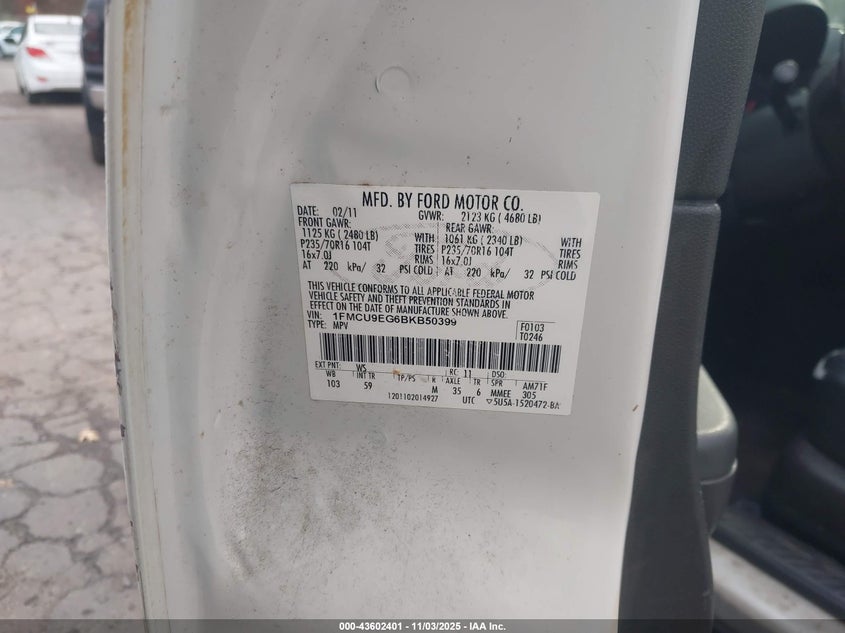 MFD. BY FORD MOTOR CO.
DATE: 02/11 GVWR: 2123 KG ( 4680 LB)
FRONT GAWR: REAR GAWR:
1125 KG ( 2480 LB) WITH 1061 KG ( 2340 LB) WITH
P235/70R16 104T TIRES P235/70R16 104T TIRES
16x7.0J RIMS 16x7.0J RIMS
AT 220 kPa/ 32 PSI COLD AT 220 kPa/ 32 PSI COLD
THIS VEHICLE CONFORMS TO ALL APPLICABLE FEDERAL MOTOR
VEHICLE SAFETY AND THEFT PREVENTION STANDARDS IN
EFFECT ON THE DATE OF MANUFACTURE SHOWN ABOVE.
VIN: 1FMCU9EG6BKB50399 F0103
TYPE: MPV T0246
EXT PNT: WS RC: 11 DSO:
WB INT TR TP/PS R AXLE TR SPR AM71F
103 59 M 35 6 MMEE 305
1201102014927 UTC ▽5U5A-1520472-BA
000-43602401 - 11/03/2025 - IAA Inc.